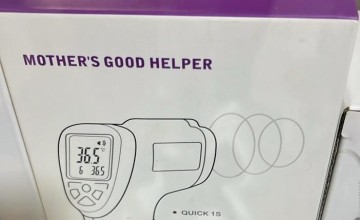 MOTHER'S GOOD HELPER
36.5
°C
6 36.5
• QUICK 1S